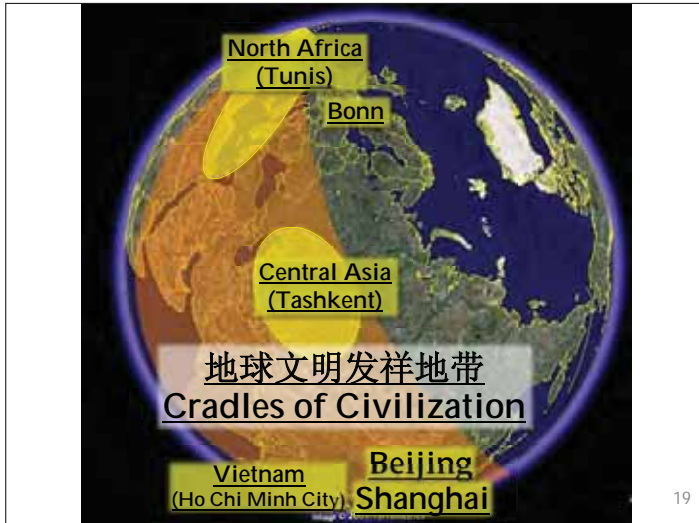 North Africa
(Tunis)
Bonn
Central Asia
(Tashkent)
地球文明发祥地带
Cradles of Civilization
Vietnam
(Ho Chi Minh City)
Beijing
Shanghai
19